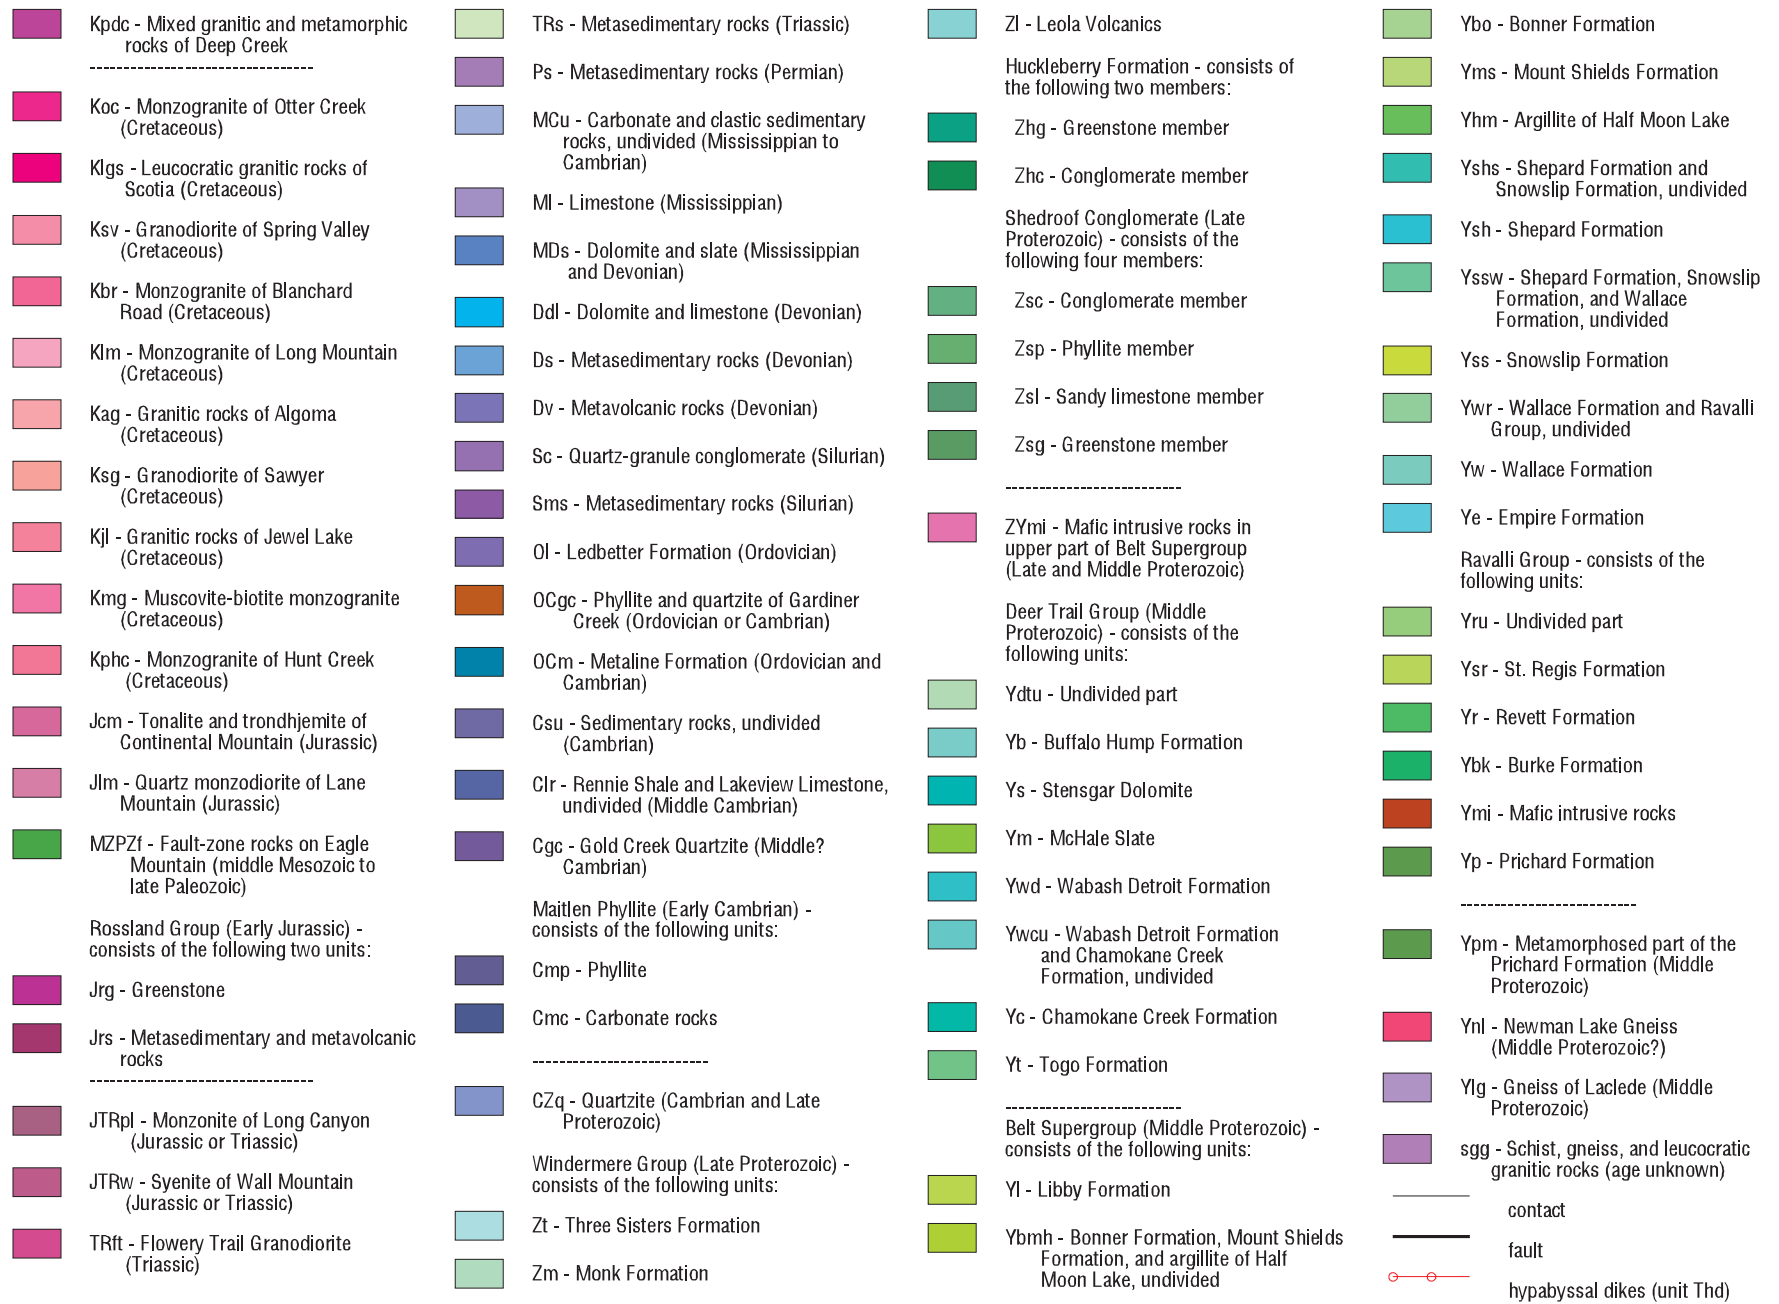 Kpdc - Mixed granitic and metamorphic
rocks of Deep Creek
---------------------------------
Koc - Monzogranite of Otter Creek
(Cretaceous)
Klgs - Leucocratic granitic rocks of
Scotia (Cretaceous)
Ksv - Granodiorite of Spring Valley
(Cretaceous)
Kbr - Monzogranite of Blanchard
Road (Cretaceous)
Klm - Monzogranite of Long Mountain
(Cretaceous)
Kag - Granitic rocks of Algoma
(Cretaceous)
Ksg - Granodiorite of Sawyer
(Cretaceous)
Kjl - Granitic rocks of Jewel Lake
(Cretaceous)
Kmg - Muscovite-biotite monzogranite
(Cretaceous)
Kphc - Monzogranite of Hunt Creek
(Cretaceous)
Jcm - Tonalite and trondhjemite of
Continental Mountain (Jurassic)
Jlm - Quartz monzodiorite of Lane
Mountain (Jurassic)
MZPZf - Fault-zone rocks on Eagle
Mountain (middle Mesozoic to
late Paleozoic)
Rossland Group (Early Jurassic) -
consists of the following two units:
Jrg - Greenstone
Jrs - Metasedimentary and metavolcanic
rocks
---------------------------------
JTRpl - Monzonite of Long Canyon
(Jurassic or Triassic)
JTRw - Syenite of Wall Mountain
(Jurassic or Triassic)
TRft - Flowery Trail Granodiorite
(Triassic)
TRs - Metasedimentary rocks (Triassic)
Ps - Metasedimentary rocks (Permian)
MCu - Carbonate and clastic sedimentary
rocks, undivided (Mississippian to
Cambrian)
Ml - Limestone (Mississippian)
MDs - Dolomite and slate (Mississippian
and Devonian)
Ddl - Dolomite and limestone (Devonian)
Ds - Metasedimentary rocks (Devonian)
Dv - Metavolcanic rocks (Devonian)
Sc - Quartz-granule conglomerate (Silurian)
Sms - Metasedimentary rocks (Silurian)
Ol - Ledbetter Formation (Ordovician)
OCgc - Phyllite and quartzite of Gardiner
Creek (Ordovician or Cambrian)
OCm - Metaline Formation (Ordovician and
Cambrian)
Csu - Sedimentary rocks, undivided
(Cambrian)
Clr - Rennie Shale and Lakeview Limestone,
undivided (Middle Cambrian)
Cgc - Gold Creek Quartzite (Middle?
Cambrian)
Maitlen Phyllite (Early Cambrian) -
consists of the following units:
Cmp - Phyllite
Cmc - Carbonate rocks
--------------------------
CZq - Quartzite (Cambrian and Late
Proterozoic)
Windermere Group (Late Proterozoic) -
consists of the following units:
Zt - Three Sisters Formation
Zm - Monk Formation
Zl - Leola Volcanics
Huckleberry Formation - consists of
the following two members:
Zhg - Greenstone member
Zhc - Conglomerate member
Shedroof Conglomerate (Late
Proterozoic) - consists of the
following four members:
Zsc - Conglomerate member
Zsp - Phyllite member
Zsl - Sandy limestone member
Zsg - Greenstone member
--------------------------
ZYmi - Mafic intrusive rocks in
upper part of Belt Supergroup
(Late and Middle Proterozoic)
Deer Trail Group (Middle
Proterozoic) - consists of the
following units:
Ydtu - Undivided part
Yb - Buffalo Hump Formation
Ys - Stensgar Dolomite
Ym - McHale Slate
Ywd - Wabash Detroit Formation
Ywcu - Wabash Detroit Formation
and Chamokane Creek
Formation, undivided
Yc - Chamokane Creek Formation
Yt - Togo Formation
--------------------------
Belt Supergroup (Middle Proterozoic) -
consists of the following units:
Yl - Libby Formation
Ybmh - Bonner Formation, Mount Shields
Formation, and argillite of Half
Moon Lake, undivided
Ybo - Bonner Formation
Yms - Mount Shields Formation
Yhm - Argillite of Half Moon Lake
Yshs - Shepard Formation and
Snowslip Formation, undivided
Ysh - Shepard Formation
Yssw - Shepard Formation, Snowslip
Formation, and Wallace
Formation, undivided
Yss - Snowslip Formation
Ywr - Wallace Formation and Ravalli
Group, undivided
Yw - Wallace Formation
Ye - Empire Formation
Ravalli Group - consists of the
following units:
Yru - Undivided part
Ysr - St. Regis Formation
Yr - Revett Formation
Ybk - Burke Formation
Ymi - Mafic intrusive rocks
Yp - Prichard Formation
--------------------------
Ypm - Metamorphosed part of the
Prichard Formation (Middle
Proterozoic)
Ynl - Newman Lake Gneiss
(Middle Proterozoic?)
Ylg - Gneiss of Laclede (Middle
Proterozoic)
sgg - Schist, gneiss, and leucocratic
granitic rocks (age unknown)
contact
fault
hypabyssal dikes (unit Thd)